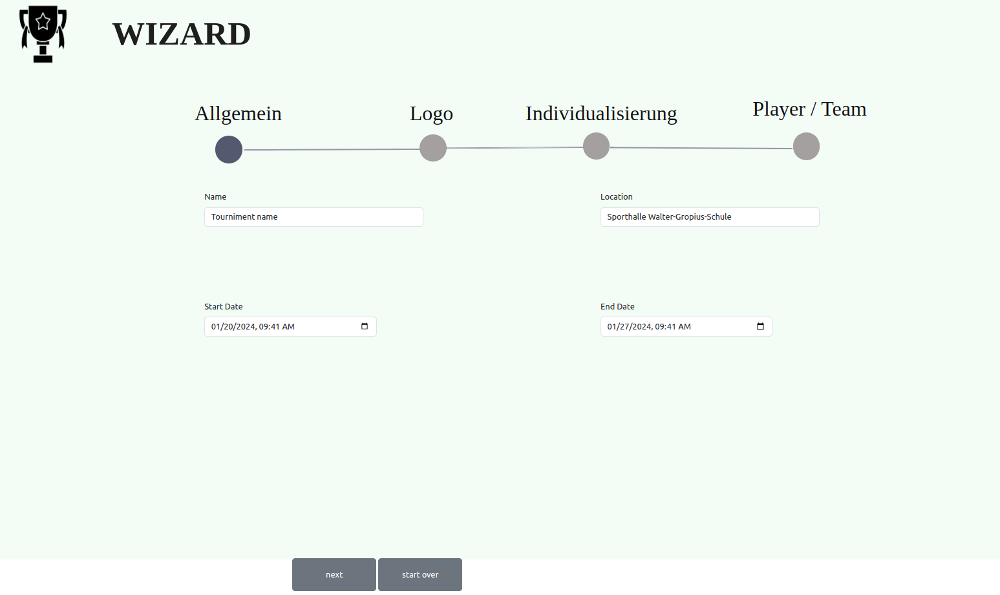 WIZARD
Allgemein
Logo
Individualisierung
Player / Team
Name
Location
Tourniment name
Sporthalle Walter-Gropius-Schule
Start Date
End Date
01/20/2024, 09:41 AM
01/27/2024, 09:41 AM
next
start over